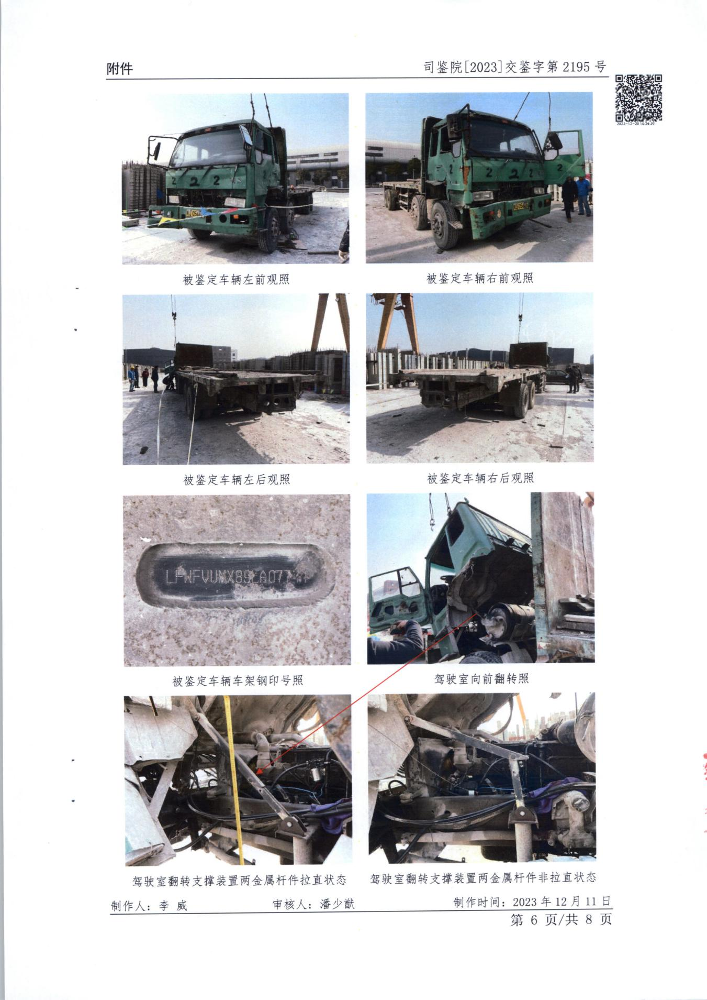 附件
司鉴院[2023]交鉴字第 2195 号
2023-12-20 16:24:39
2 2 2
2 2 2 2
被鉴定车辆左前观照
被鉴定车辆右前观照
被鉴定车辆左后观照
被鉴定车辆右后观照
LFWFVUMX89LA077
被鉴定车辆车架钢印号照
驾驶室向前翻转照
驾驶室翻转支撑装置两金属杆件拉直状态
驾驶室翻转支撑装置两金属杆件非拉直状态
制作人：李 威
审核人：潘少猷
制作时间：2023 年 12 月 11 日
第 6 页/共 8 页